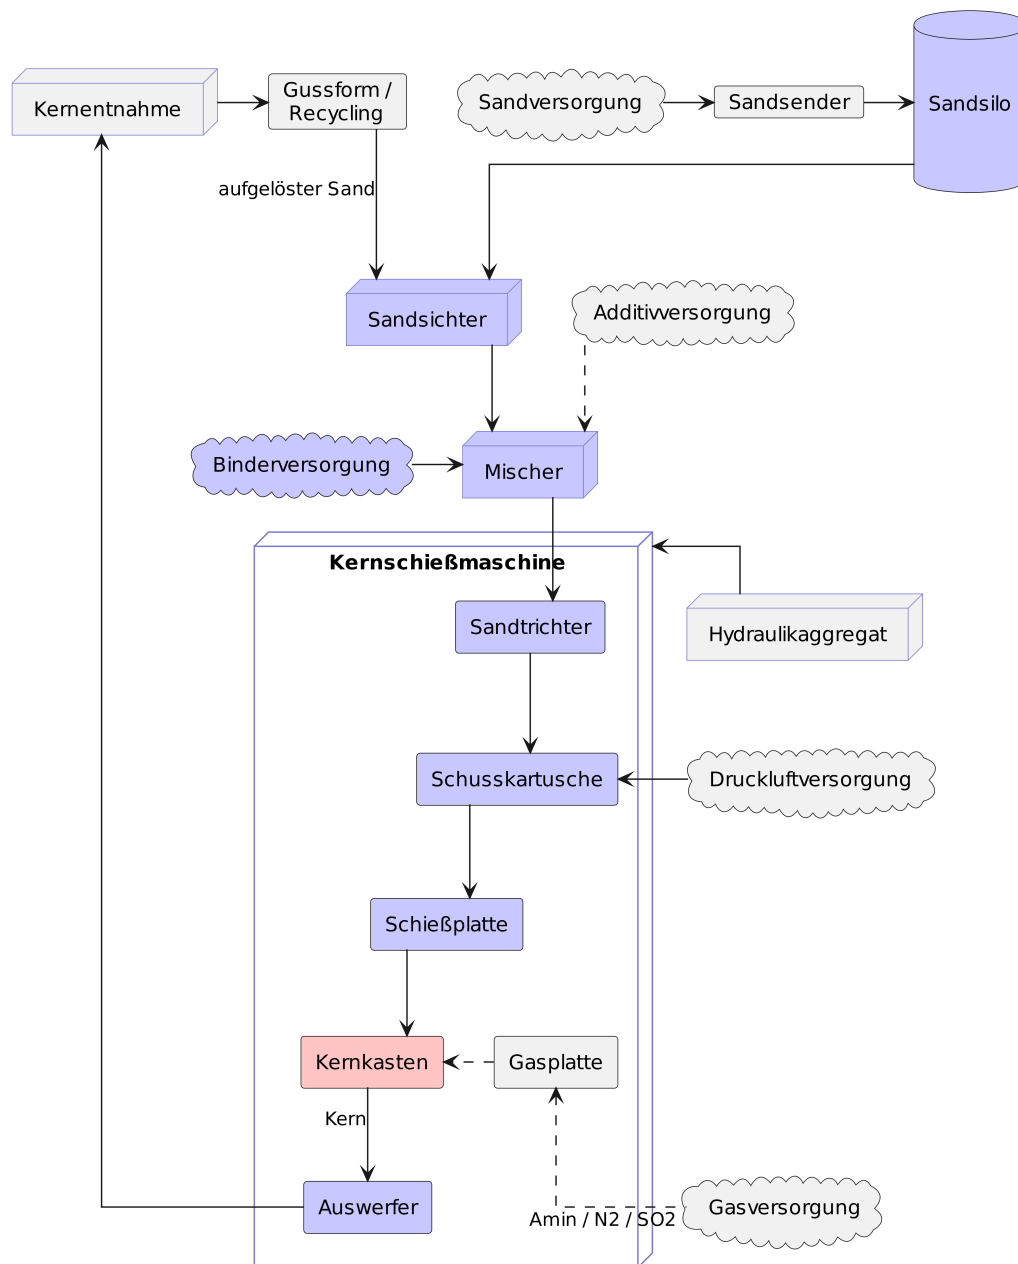 Kernentnahme
Gussform /
Recycling
Sandversorgung
Sandsender
Sandsilo
aufgelöster Sand
Sandsichter
Additivversorgung
Binderversorgung
Mischer
Kernschießmaschine
Sandtrichter
Hydraulikaggregat
Schusskartusche
Druckluftversorgung
Schießplatte
Kernkasten
Gasplatte
Kern
Auswerfer
Gasversorgung
Amin / N2 / SO2